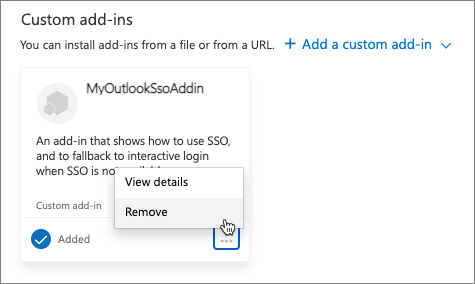 Custom add-ins
You can install add-ins from a file or from a URL. + Add a custom add-in
MyOutlookSsoAddin
An add-in that shows how to use SSO,
and to fallback to interactive login
when SSO is not
View details
Custom add-in
Remove
Added